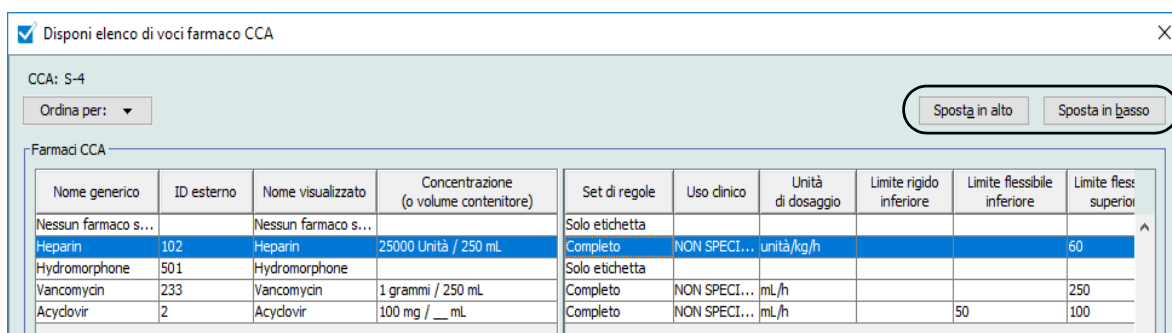 Disponi elenco di voci farmaco CCA
CCA: S-4
Ordina per:
Sposta in alto Sposta in basso
Farmaci CCA
Nome generico ID esterno Nome visualizzato Concentrazione (o volume contenitore) Set di regole Uso clinico Unità di dosaggio Limite rigido inferiore Limite flessibile inferiore Limite fless superior
Nessun farmaco s... Nessun farmaco s... Solo etichetta
Heparin 102 Heparin 25000 Unità / 250 mL Completo NON SPECI... unità/kg/h 60
Hydromorphone 501 Hydromorphone Solo etichetta
Vancomycin 233 Vancomycin 1 grammi / 250 mL Completo NON SPECI... mL/h 250
Acyclovir 2 Acyclovir 100 mg / __ mL Completo NON SPECI... mL/h 50 100